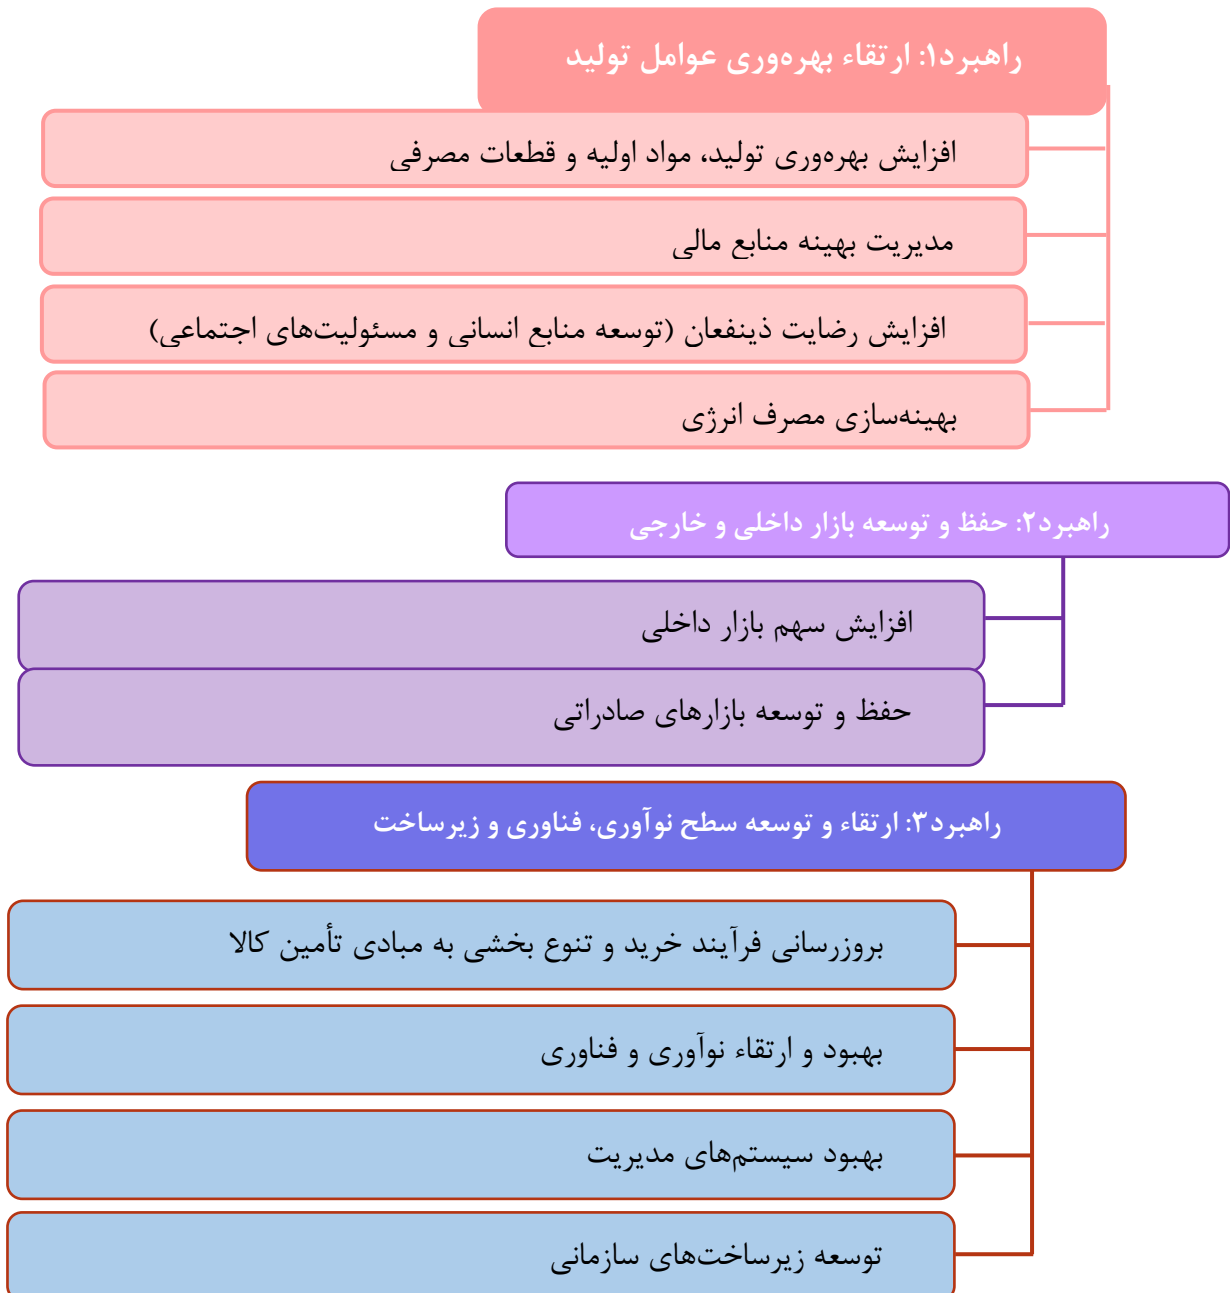 راهبرد۱: ارتقاء بهره‌وری عوامل تولید
افزایش بهره‌وری تولید، مواد اولیه و قطعات مصرفی
مدیریت بهینه منابع مالی
افزایش رضایت ذینفعان (توسعه منابع انسانی و مسئولیت‌های اجتماعی)
بهینه‌سازی مصرف انرژی
راهبرد۲: حفظ و توسعه بازار داخلی و خارجی
افزایش سهم بازار داخلی
حفظ و توسعه بازارهای صادراتی
راهبرد۳: ارتقاء و توسعه سطح نوآوری، فناوری و زیرساخت
بروزرسانی فرآیند خرید و تنوع بخشی به مبادی تأمین کالا
بهبود و ارتقاء نوآوری و فناوری
بهبود سیستم‌های مدیریت
توسعه زیرساخت‌های سازمانی